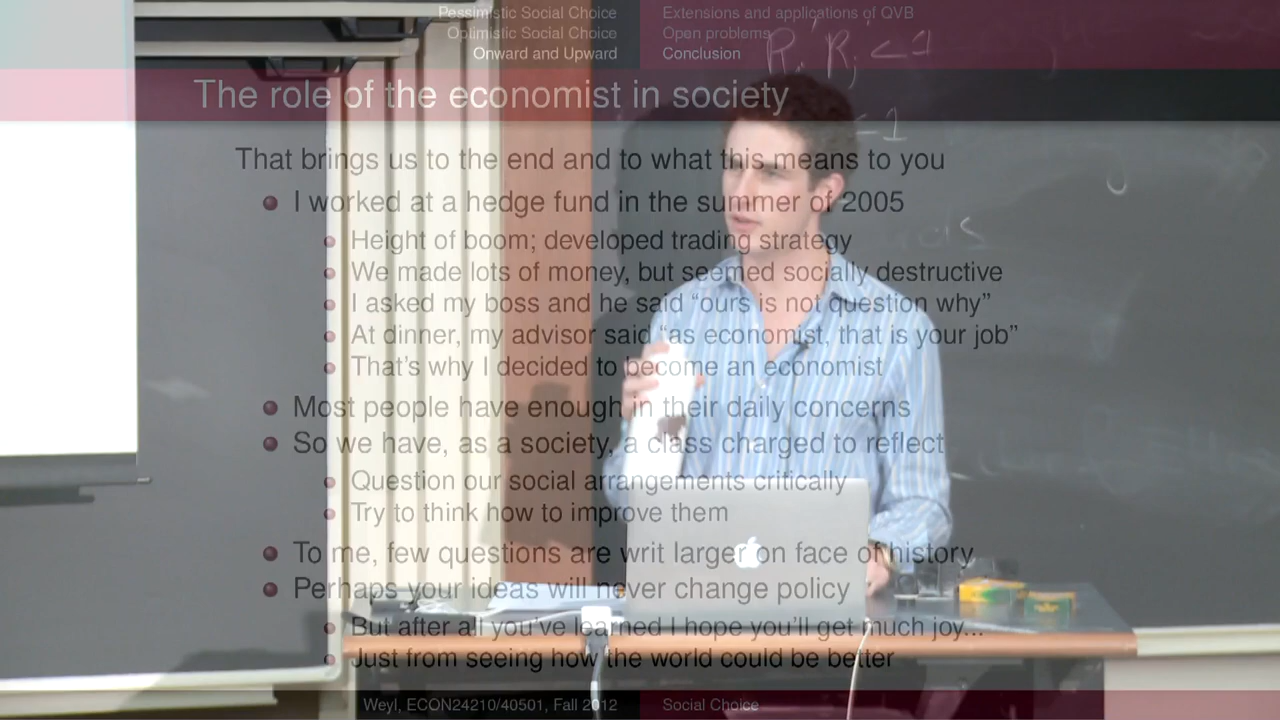 Pessimistic Social Choice
Optimistic Social Choice
Onward and Upward
Extensions and applications of QVB
Open problems
Conclusion
The role of the economist in society
That brings us to the end and to what this means to you
I worked at a hedge fund in the summer of 2005
Height of boom; developed trading strategy
We made lots of money, but seemed socially destructive
I asked my boss and he said “ours is not question why”
At dinner, my advisor said “as economist, that is your job”
That's why I decided to become an economist
Most people have enough in their daily concerns
So we have, as a society, a class charged to reflect
Question our social arrangements critically
Try to think how to improve them
To me, few questions are writ larger on face of history
Perhaps your ideas will never change policy
But after all you've learned I hope you'll get much joy...
Just from seeing how the world could be better
Weyl, ECON24210/40501, Fall 2012
Social Choice